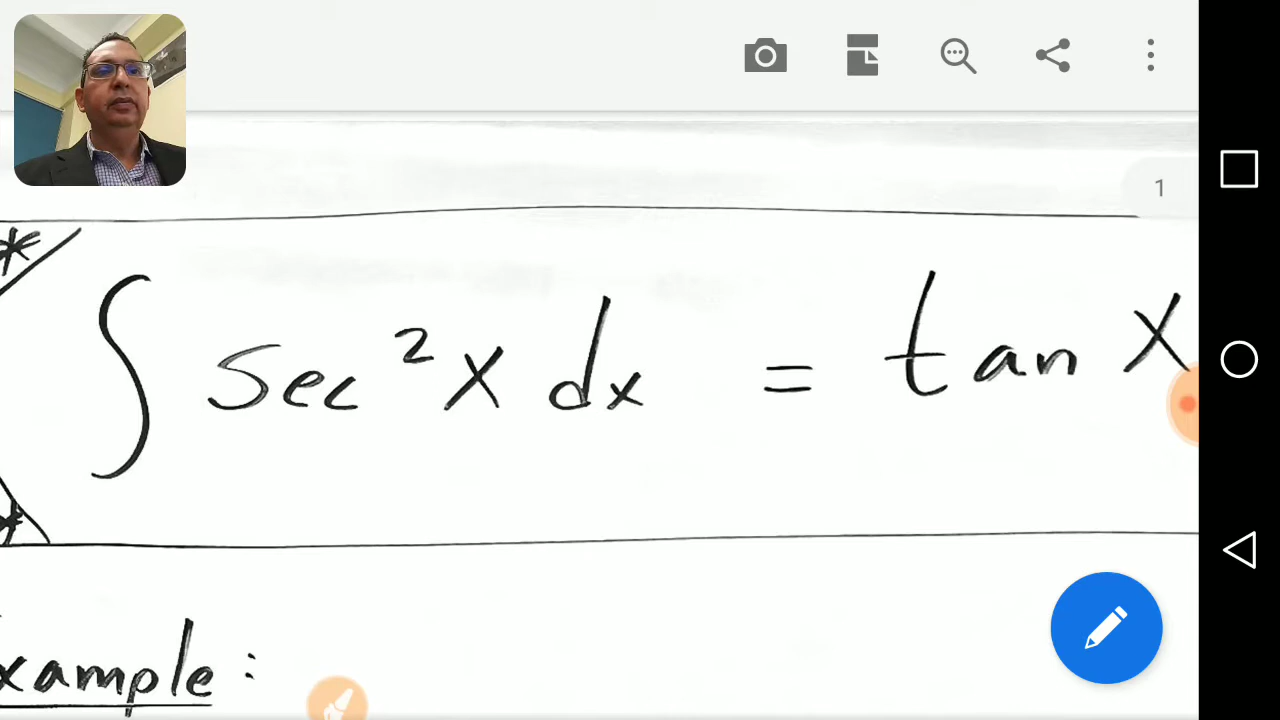 1
∫ sec²x dx = tan x
xample: